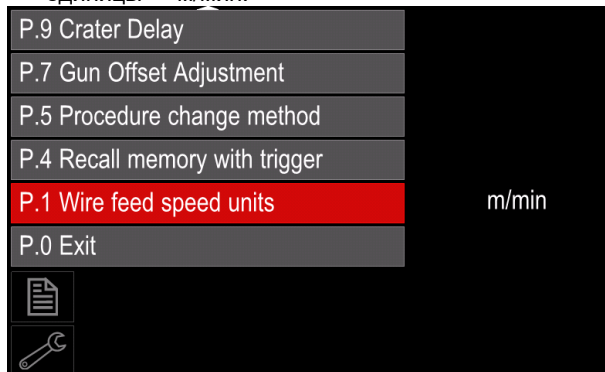 P.9 Crater Delay
P.7 Gun Offset Adjustment
P.5 Procedure change method
P.4 Recall memory with trigger
P.1 Wire feed speed units m/min
P.0 Exit